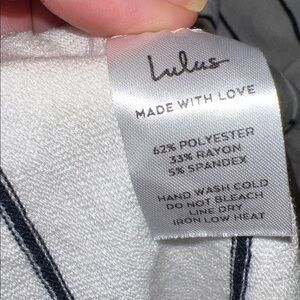 Lulus
MADE WITH LOVE
62% POLYESTER
33% RAYON
5% SPANDEX
HAND WASH COLD
DO NOT BLEACH
LINE DRY
IRON LOW HEAT